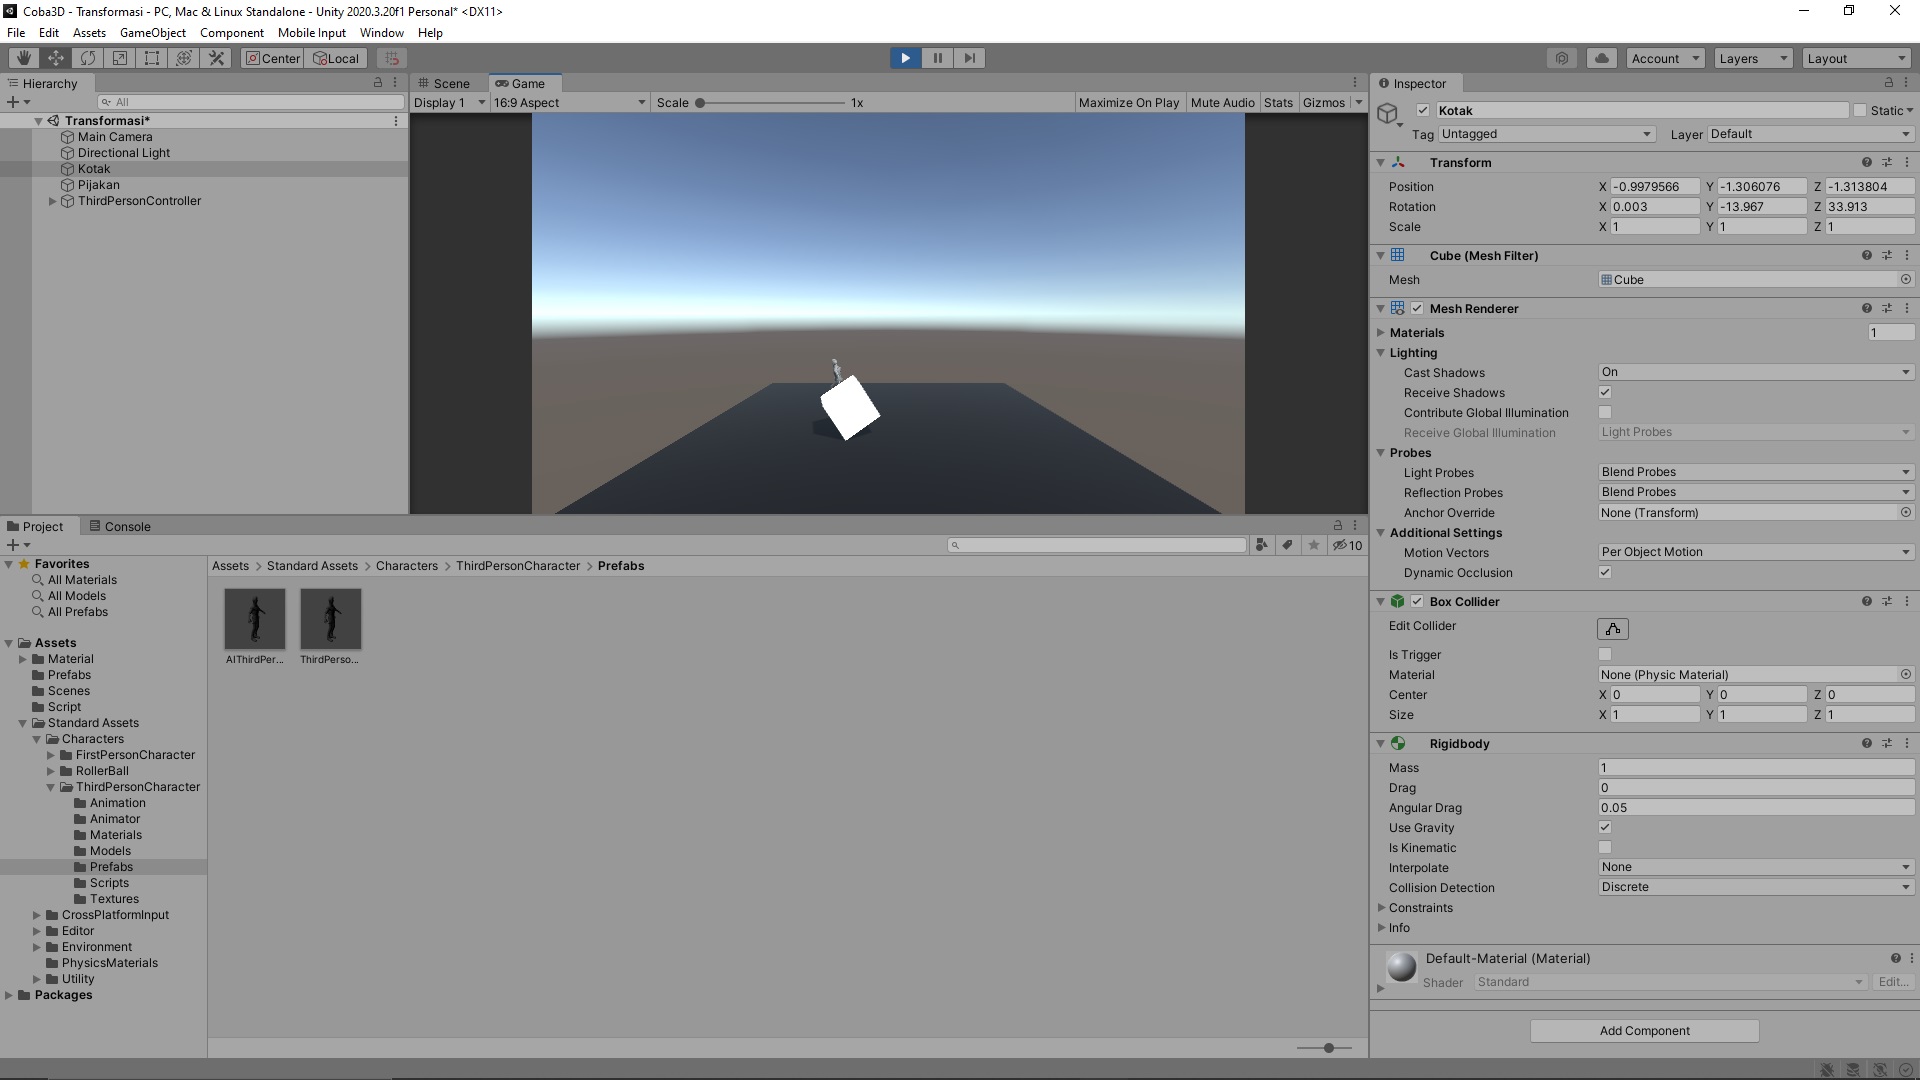 Coba3D - Transformasi - PC, Mac & Linux Standalone - Unity 2020.3.20f1 Personal* <DX11>
File Edit Assets GameObject Component Mobile Input Window Help
Center Local Account Layers Layout
Hierarchy
All
Transformasi*
Main Camera
Directional Light
Kotak
Pijakan
ThirdPersonController
Scene Game
Display 1 16:9 Aspect Scale 1x Maximize On Play Mute Audio Stats Gizmos
Project Console
10
Favorites
All Materials
All Models
All Prefabs
Assets
Material
Prefabs
Scenes
Script
Standard Assets
Characters
FirstPersonCharacter
RollerBall
ThirdPersonCharacter
Animation
Animator
Materials
Models
Prefabs
Scripts
Textures
CrossPlatformInput
Editor
Environment
PhysicsMaterials
Utility
Packages
Assets > Standard Assets > Characters > ThirdPersonCharacter > Prefabs
AIThirdPer... ThirdPerso...
Inspector
Kotak Static
Tag Untagged Layer Default
Transform
Position X -0.9979566 Y -1.306076 Z -1.313804
Rotation X 0.003 Y -13.967 Z 33.913
Scale X 1 Y 1 Z 1
Cube (Mesh Filter)
Mesh Cube
Mesh Renderer
Materials 1
Lighting
Cast Shadows On
Receive Shadows
Contribute Global Illumination
Receive Global Illumination Light Probes
Probes
Light Probes Blend Probes
Reflection Probes Blend Probes
Anchor Override None (Transform)
Additional Settings
Motion Vectors Per Object Motion
Dynamic Occlusion
Box Collider
Edit Collider
Is Trigger
Material None (Physic Material)
Center X 0 Y 0 Z 0
Size X 1 Y 1 Z 1
Rigidbody
Mass 1
Drag 0
Angular Drag 0.05
Use Gravity
Is Kinematic
Interpolate None
Collision Detection Discrete
Constraints
Info
Default-Material (Material)
Shader Standard Edit...
Add Component